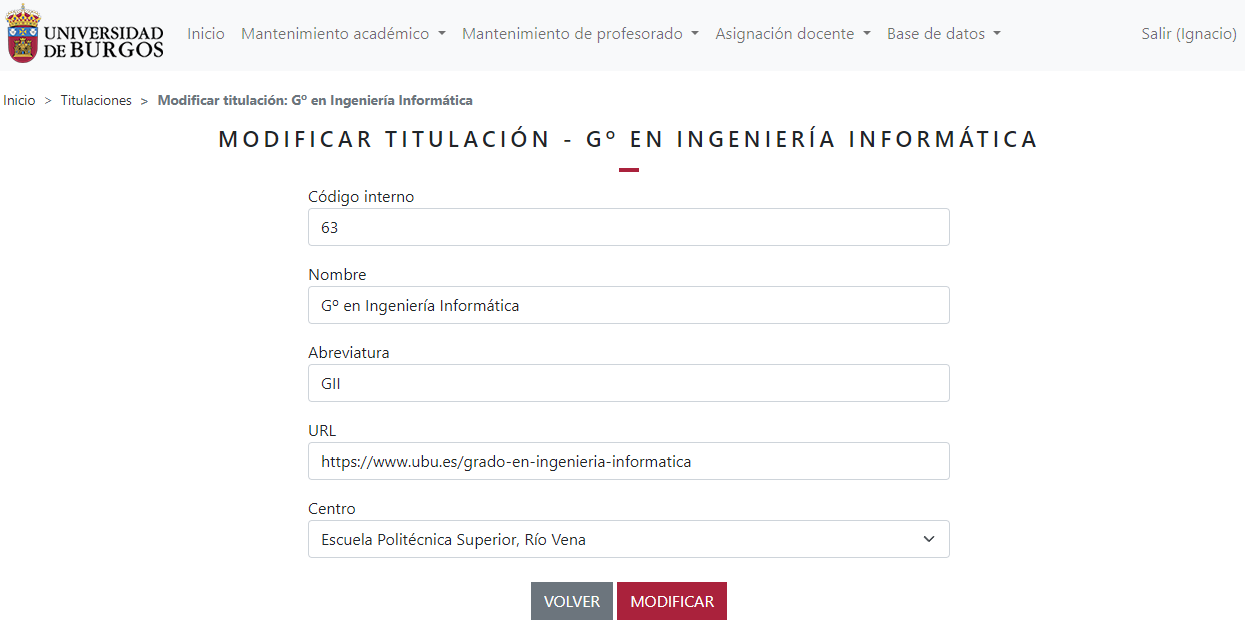 UNIVERSIDAD
DE BURGOS
Inicio Mantenimiento académico Mantenimiento de profesorado Asignación docente Base de datos Salir (Ignacio)
Inicio > Titulaciones > Modificar titulación: Gº en Ingeniería Informática
MODIFICAR TITULACIÓN - Gº EN INGENIERÍA INFORMÁTICA
Código interno
63
Nombre
Gº en Ingeniería Informática
Abreviatura
GII
URL
https://www.ubu.es/grado-en-ingenieria-informatica
Centro
Escuela Politécnica Superior, Río Vena
VOLVER MODIFICAR